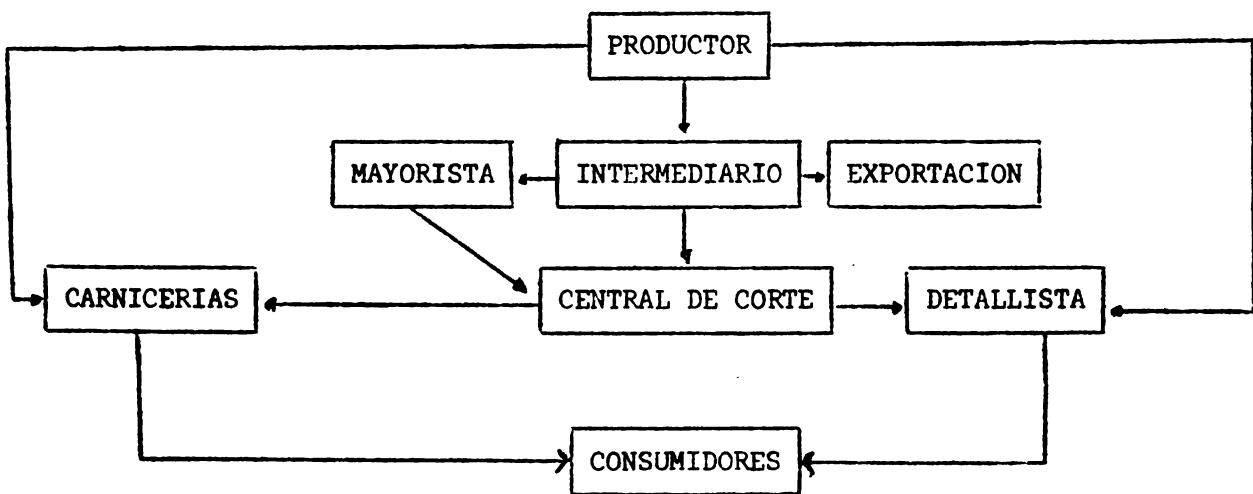 PRODUCTOR
MAYORISTA
INTERMEDIARIO
EXPORTACION
CARNICERIAS
CENTRAL DE CORTE
DETALLISTA
CONSUMIDORES